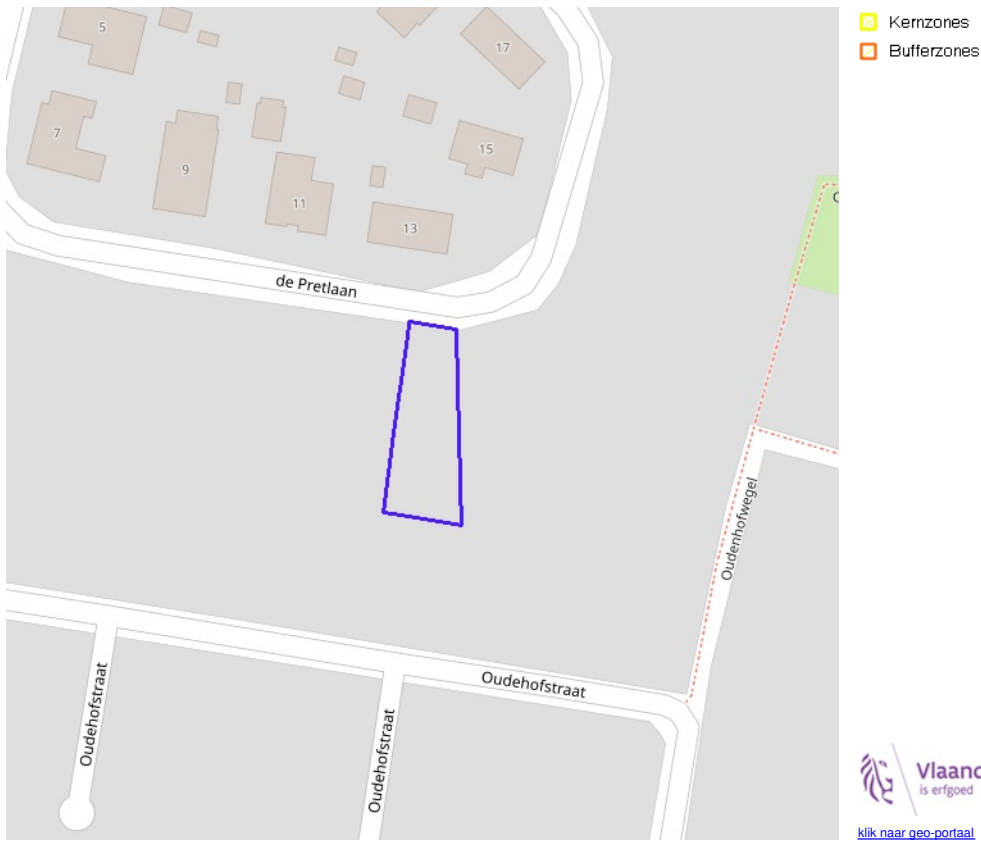 Kernzones
Bufferzones
5
17
7
15
9
11
13
de Pretlaan
Oudenhofwegel
Oudehofstraat
Oudehofstraat
Oudehofstraat
is erfgoed
klik naar geo-portaal